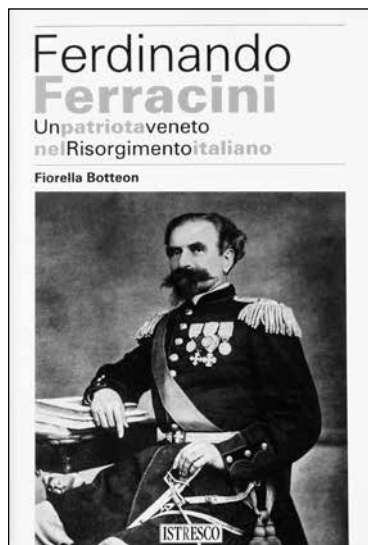 Ferdinando
Ferracini
Unpatriotaveneto
nelRisorgimentoitaliano
Fiorella Botteon
ISTRESCO